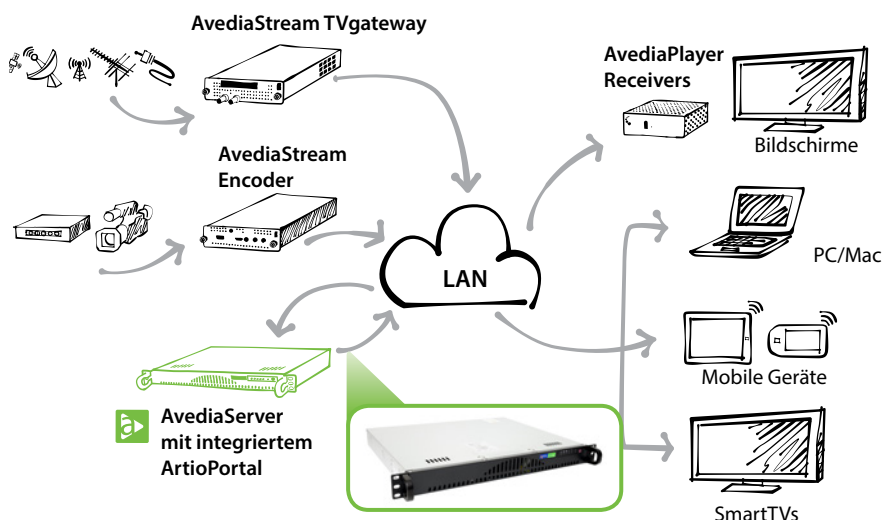 AvediaStream TVgateway
AvediaPlayer
Receivers
Bildschirme
AvediaStream
Encoder
LAN
PC/Mac
Mobile Geräte
AvediaServer
mit integriertem
ArtioPortal
SmartTVs